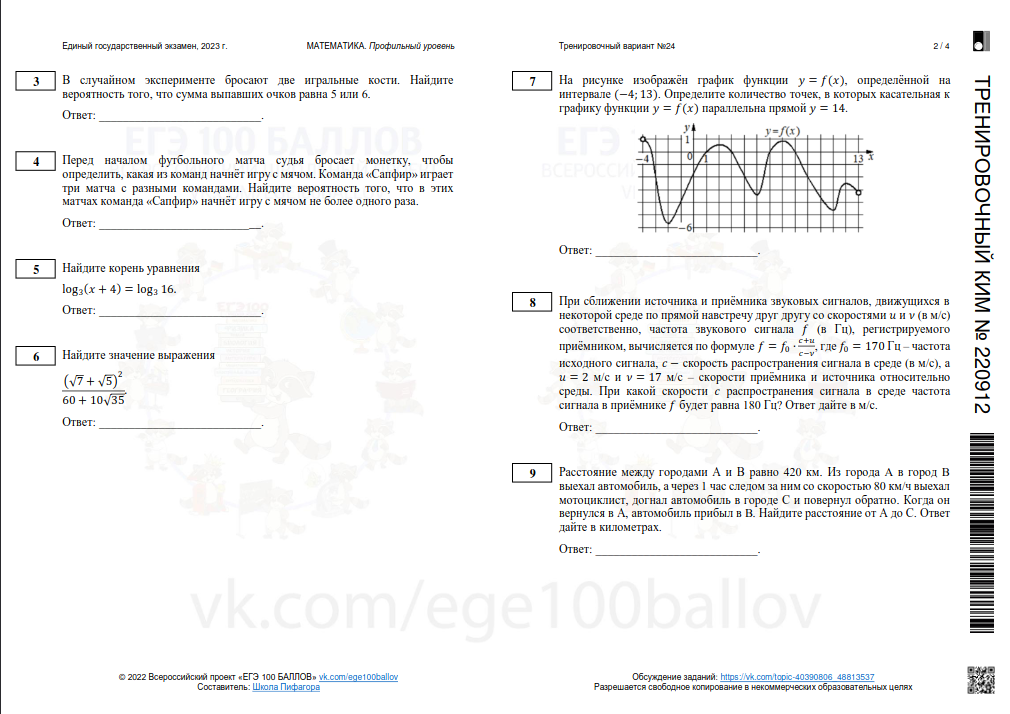 Единый государственный экзамен, 2023 г. МАТЕМАТИКА. Профильный уровень
3
В случайном эксперименте бросают две игральные кости. Найдите
вероятность того, что сумма выпавших очков равна 5 или 6.
Ответ: ___________________________.
4
Перед началом футбольного матча судья бросает монетку, чтобы
определить, какая из команд начнёт игру с мячом. Команда «Сапфир» играет
три матча с разными командами. Найдите вероятность того, что в этих
матчах команда «Сапфир» начнёт игру с мячом не более одного раза.
Ответ: ___________________________.
5
Найдите корень уравнения
log₃(x + 4) = log₃ 16.
Ответ: ___________________________.
6
Найдите значение выражения
(√7 + √5)²
60 + 10√35.
Ответ: ___________________________.
Тренировочный вариант №24 2 / 4
7
На рисунке изображён график функции y = f(x), определённой на
интервале (−4; 13). Определите количество точек, в которых касательная к
графику функции y = f(x) параллельна прямой y = 14.
y
y=f(x)
1
−4 0 1 13 x
−6
Ответ: ___________________________.
8
При сближении источника и приёмника звуковых сигналов, движущихся в
некоторой среде по прямой навстречу друг другу со скоростями u и v (в м/с)
соответственно, частота звукового сигнала f (в Гц), регистрируемого
приёмником, вычисляется по формуле f = f₀ · (c+u)/(c−v), где f₀ = 170 Гц – частота
исходного сигнала, c − скорость распространения сигнала в среде (в м/с), а
u = 2 м/с и v = 17 м/с – скорости приёмника и источника относительно
среды. При какой скорости c распространения сигнала в среде частота
сигнала в приёмнике f будет равна 180 Гц? Ответ дайте в м/с.
Ответ: ___________________________.
9
Расстояние между городами А и В равно 420 км. Из города А в город В
выехал автомобиль, а через 1 час следом за ним со скоростью 80 км/ч выехал
мотоциклист, догнал автомобиль в городе С и повернул обратно. Когда он
вернулся в А, автомобиль прибыл в В. Найдите расстояние от А до С. Ответ
дайте в километрах.
Ответ: ___________________________.
ТРЕНИРОВОЧНЫЙ КИМ № 220912
ЕГЭ 100 БАЛЛОВ
vk.com/ege100ballov
© 2022 Всероссийский проект «ЕГЭ 100 БАЛЛОВ» vk.com/ege100ballov
Составитель: Школа Пифагора
Обсуждение заданий: https://vk.com/topic-40390806_48813537
Разрешается свободное копирование в некоммерческих образовательных целях